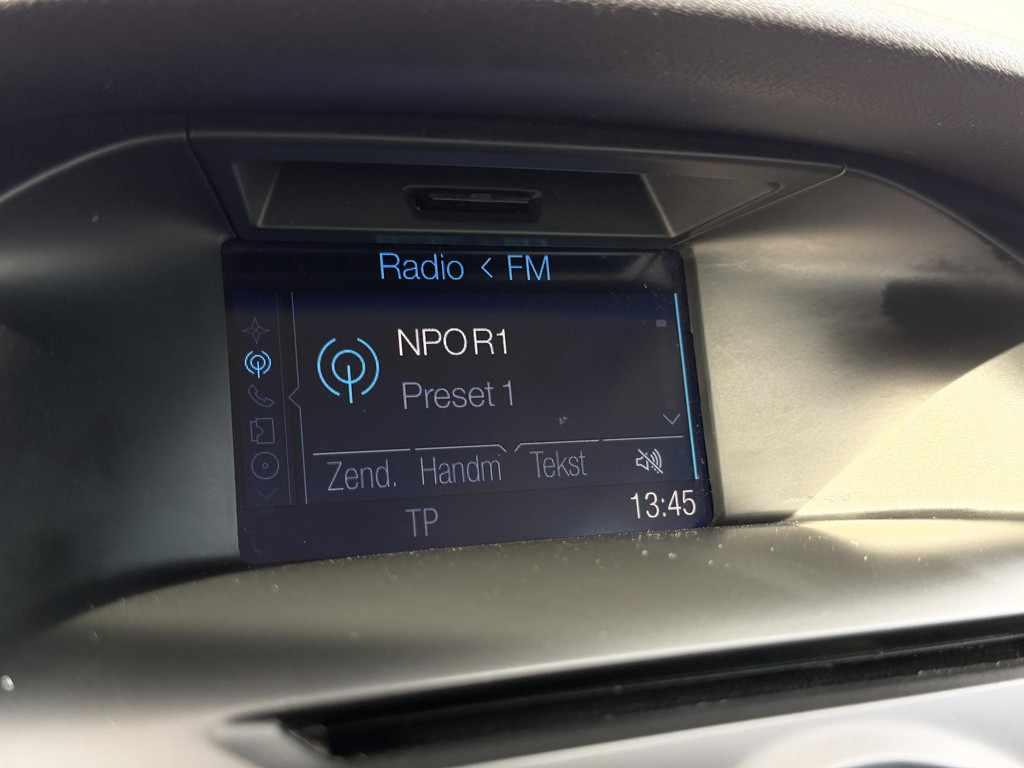 Radio < FM
NPO R1
Preset 1
Zend. Handm Tekst
TP 13:45